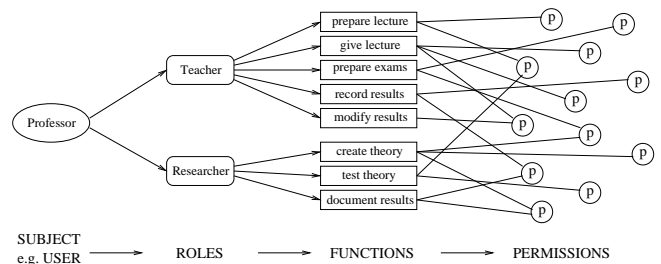 prepare lecture
give lecture
prepare exams
record results
modify results
create theory
test theory
document results
Teacher
Researcher
Professor
p
p
p
p
p
p
p
p
p
p
p
p
p
SUBJECT
e.g. USER
ROLES
FUNCTIONS
PERMISSIONS